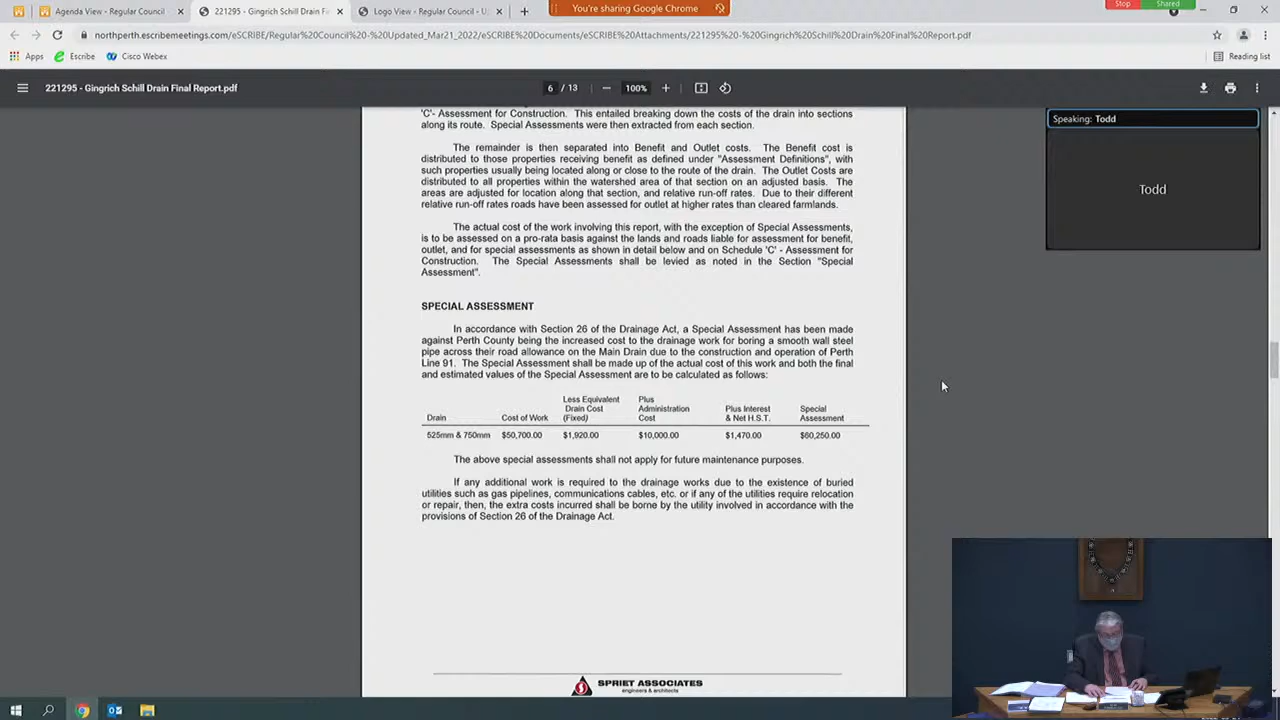 You're sharing Google Chrome
Stop
Shared
Agenda View - Regular Council
221295 - Gingrich Schill Drain Fi
Logo View - Regular Council - U
northperth.escribemeetings.com/eSCRIBE/Regular%20Council%20-%20Updated_Mar21_2022/eSCRIBE%20Documents/eSCRIBE%20Attachments/221295%20-%20Gingrich%20Schill%20Drain%20Final%20Report.pdf
Apps
Escribe
Cisco Webex
Reading list
221295 - Gingrich Schill Drain Final Report.pdf
6 / 13
100%
Speaking: Todd
Todd
'C'- Assessment for Construction. This entailed breaking down the costs of the drain into sections
along its route. Special Assessments were then extracted from each section.
The remainder is then separated into Benefit and Outlet costs. The Benefit cost is
distributed to those properties receiving benefit as defined under "Assessment Definitions", with
such properties usually being located along or close to the route of the drain. The Outlet Costs are
distributed to all properties within the watershed area of that section on an adjusted basis. The
areas are adjusted for location along that section, and relative run-off rates. Due to their different
relative run-off rates roads have been assessed for outlet at higher rates than cleared farmlands.
The actual cost of the work involving this report, with the exception of Special Assessments,
is to be assessed on a pro-rata basis against the lands and roads liable for assessment for benefit,
outlet, and for special assessments as shown in detail below and on Schedule 'C' - Assessment for
Construction. The Special Assessments shall be levied as noted in the Section "Special
Assessment".
SPECIAL ASSESSMENT
In accordance with Section 26 of the Drainage Act, a Special Assessment has been made
against Perth County being the increased cost to the drainage work for boring a smooth wall steel
pipe across their road allowance on the Main Drain due to the construction and operation of Perth
Line 91. The Special Assessment shall be made up of the actual cost of this work and both the final
and estimated values of the Special Assessment are to be calculated as follows:
Less Equivalent Plus
Drain Cost Administration Plus Interest Special
Drain Cost of Work (Fixed) Cost & Net H.S.T. Assessment
525mm & 750mm $50,700.00 $1,920.00 $10,000.00 $1,470.00 $60,250.00
The above special assessments shall not apply for future maintenance purposes.
If any additional work is required to the drainage works due to the existence of buried
utilities such as gas pipelines, communications cables, etc. or if any of the utilities require relocation
or repair, then, the extra costs incurred shall be borne by the utility involved in accordance with the
provisions of Section 26 of the Drainage Act.
SPRIET ASSOCIATES
engineers & architects